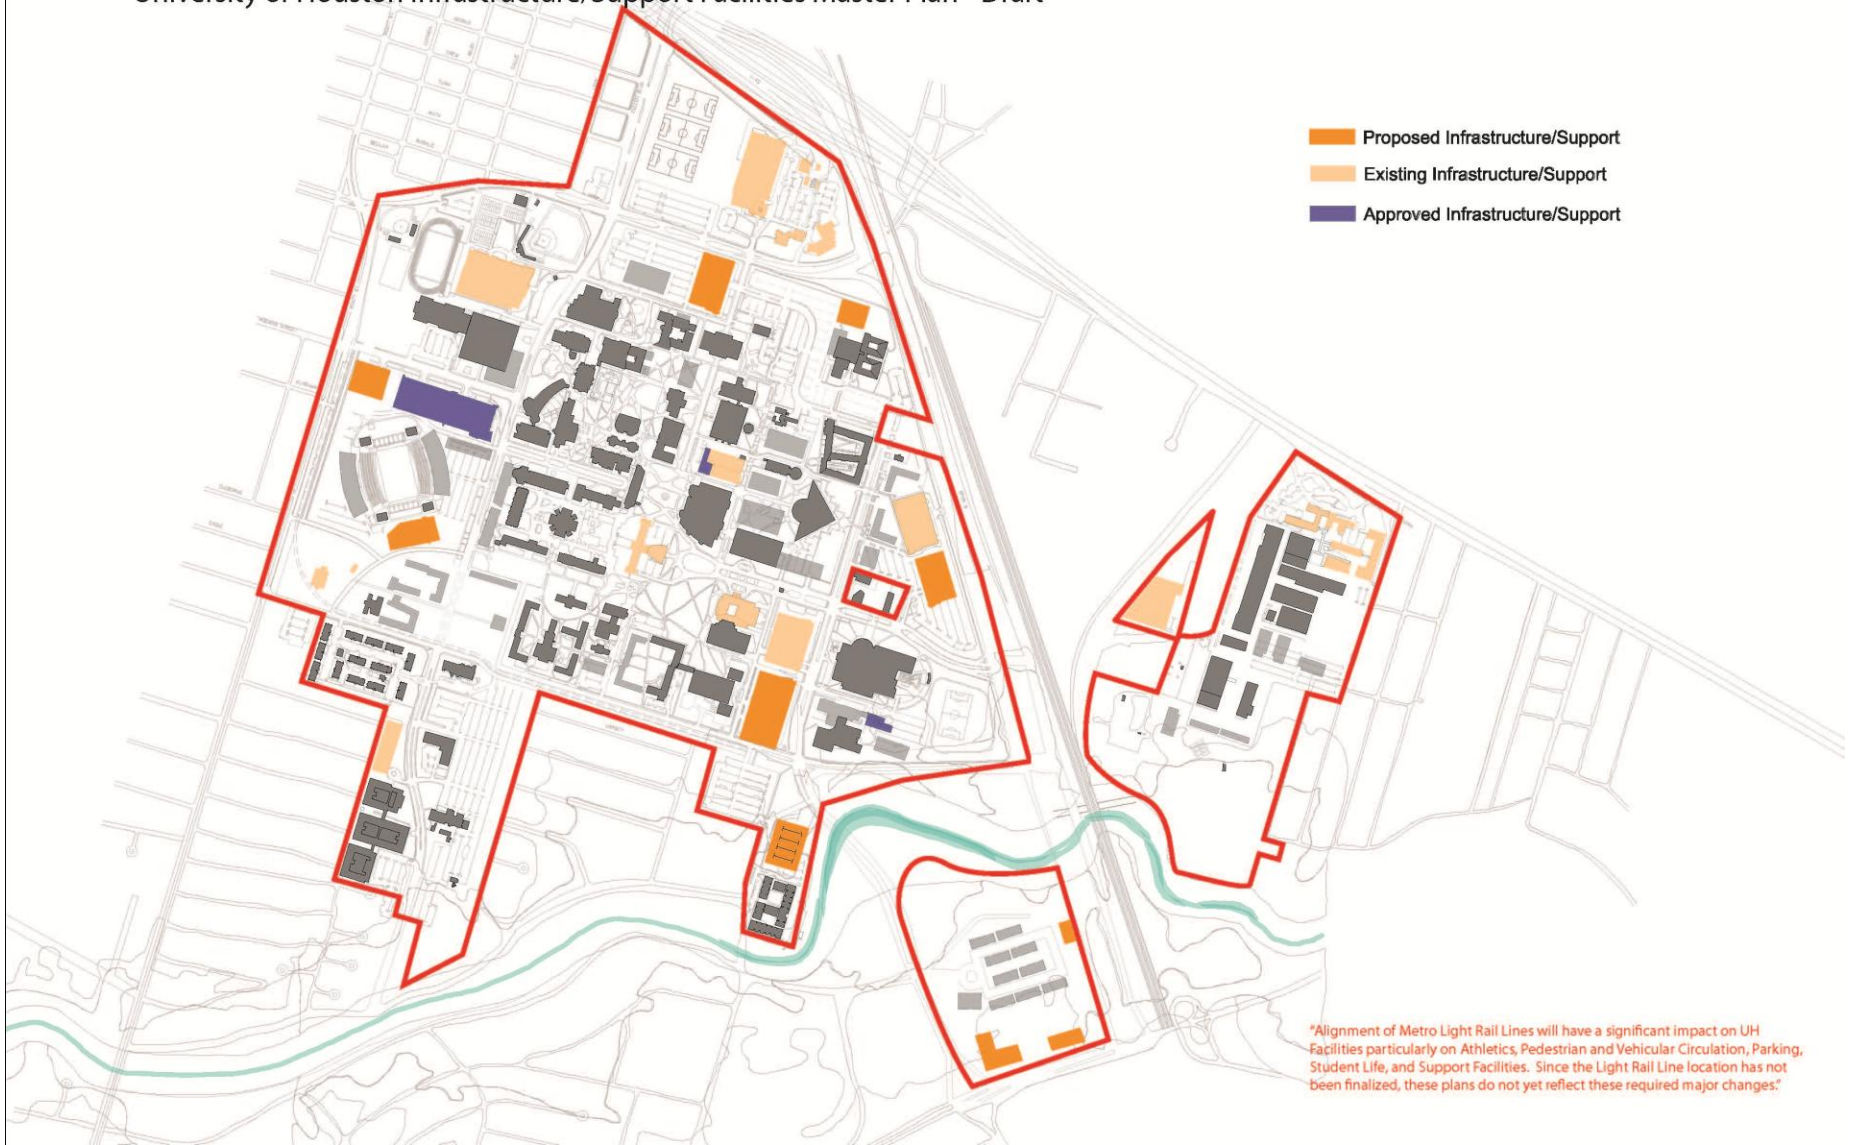 University of Houston Infrastructure/Support Facilities Master Plan - Draft
Proposed Infrastructure/Support
Existing Infrastructure/Support
Approved Infrastructure/Support
"Alignment of Metro Light Rail Lines will have a significant impact on UH
Facilities particularly on Athletics, Pedestrian and Vehicular Circulation, Parking,
Student Life, and Support Facilities. Since the Light Rail Line location has not
been finalized, these plans do not yet reflect these required major changes."